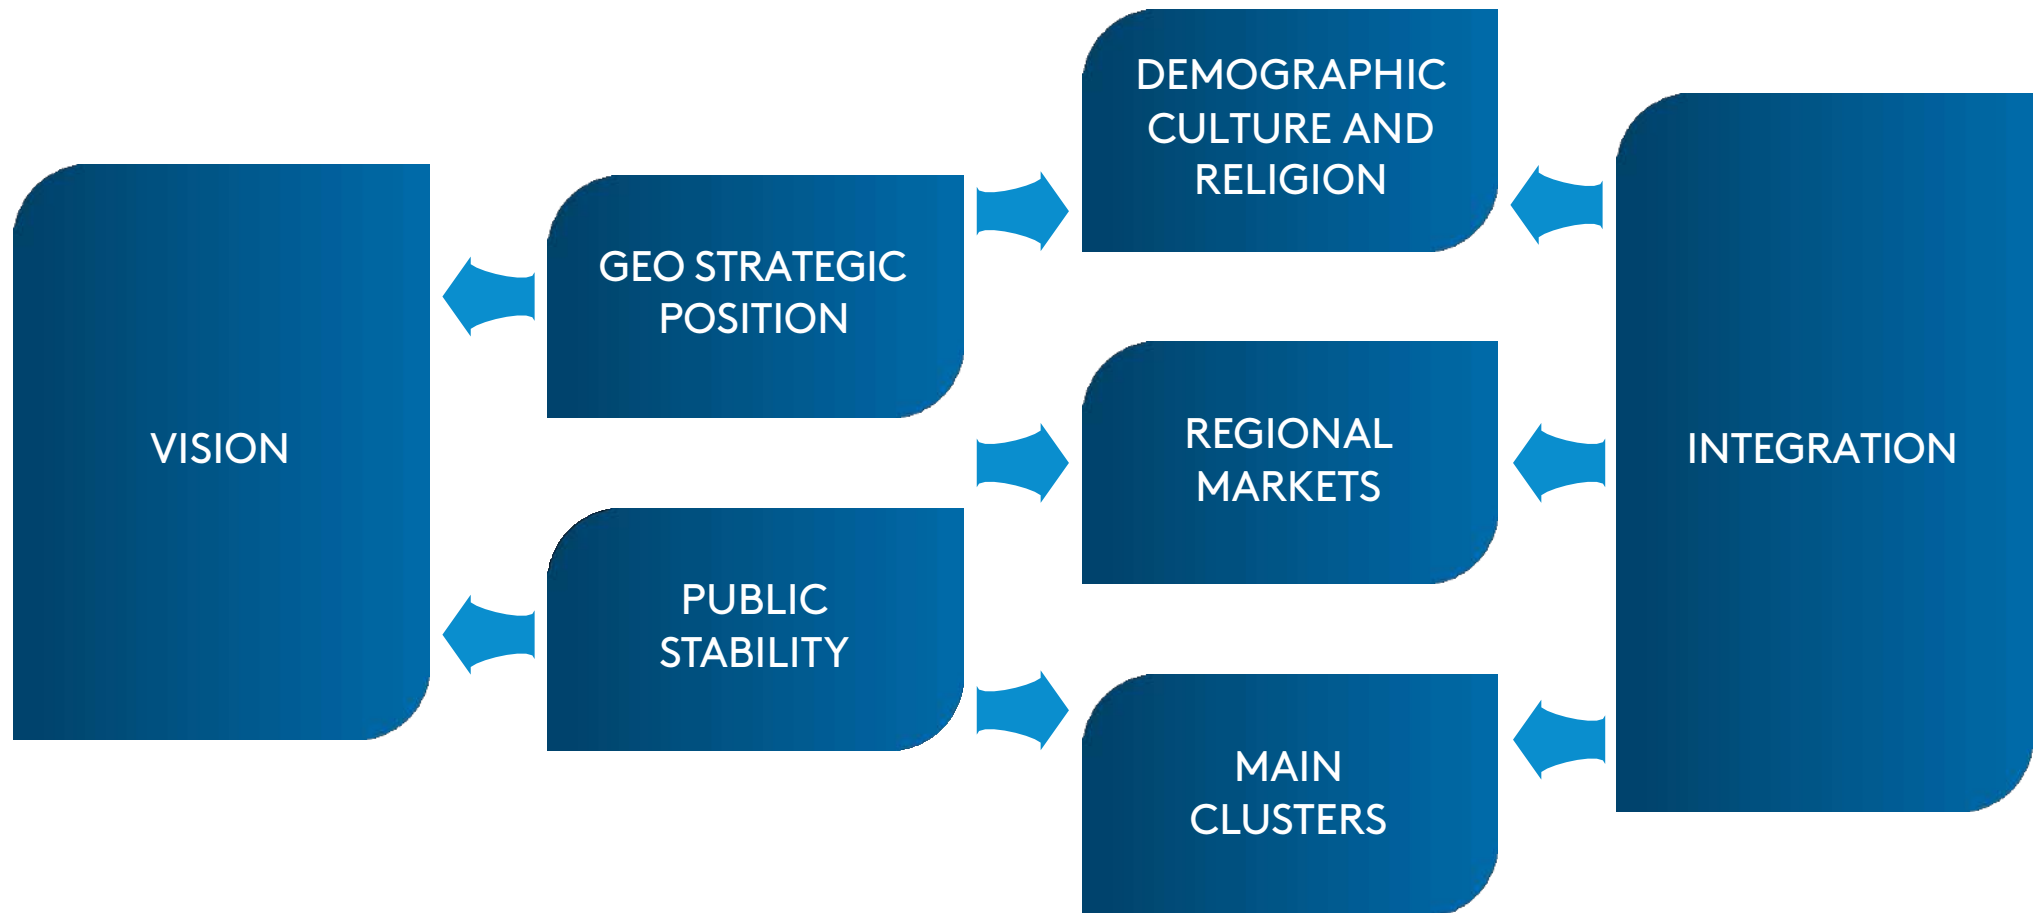 VISION
GEO STRATEGIC
POSITION
PUBLIC
STABILITY
DEMOGRAPHIC
CULTURE AND
RELIGION
REGIONAL
MARKETS
MAIN
CLUSTERS
INTEGRATION